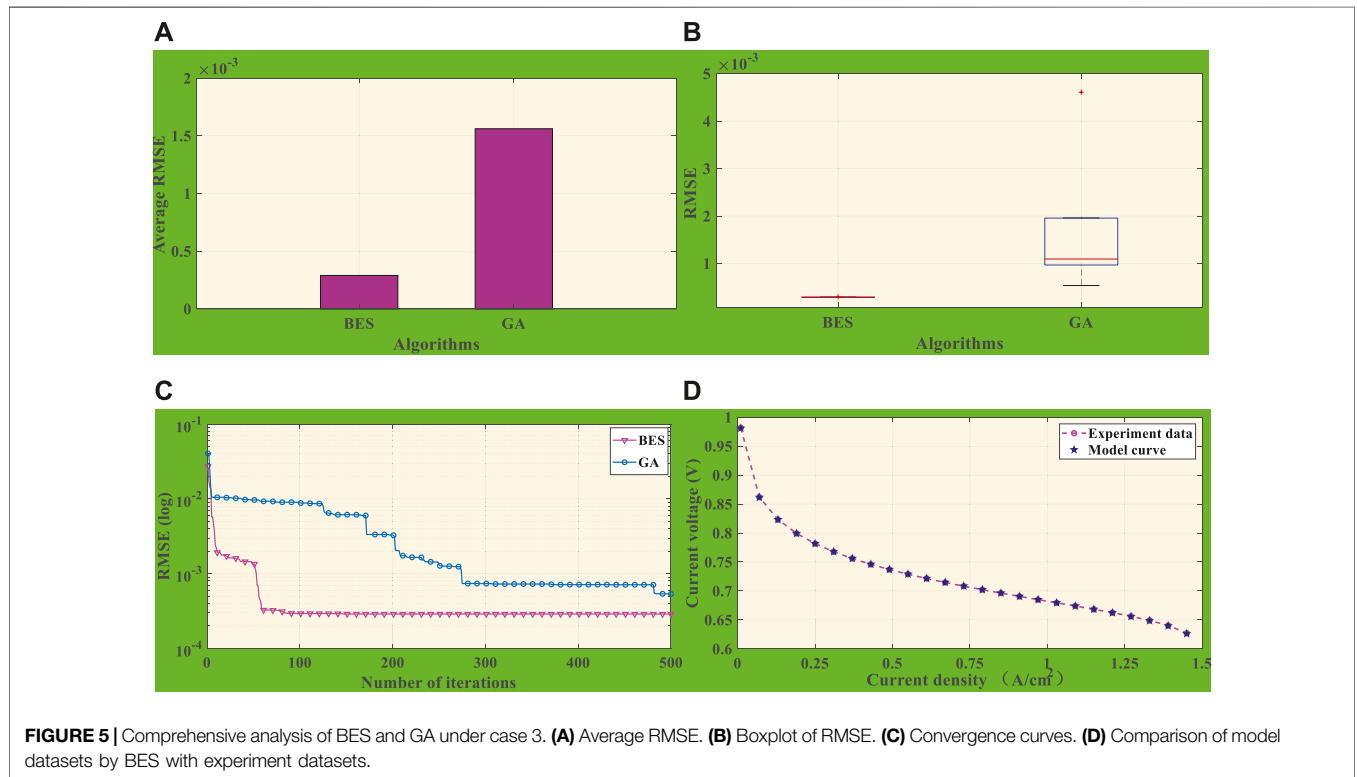 A
×10⁻³
2
1.5
1
0.5
0
Average RMSE
BES
GA
Algorithms
B
×10⁻³
5
4
3
2
1
RMSE
BES
GA
Algorithms
C
10⁻¹
10⁻²
10⁻³
10⁻⁴
RMSE (log)
BES
GA
0
100
200
300
400
500
Number of iterations
D
1
0.95
0.9
0.85
0.8
0.75
0.7
0.65
0.6
Current voltage (V)
Experiment data
Model curve
0
0.25
0.5
0.75
1
1.25
1.5
Current density （A/cm²）
FIGURE 5 | Comprehensive analysis of BES and GA under case 3. (A) Average RMSE. (B) Boxplot of RMSE. (C) Convergence curves. (D) Comparison of model
datasets by BES with experiment datasets.